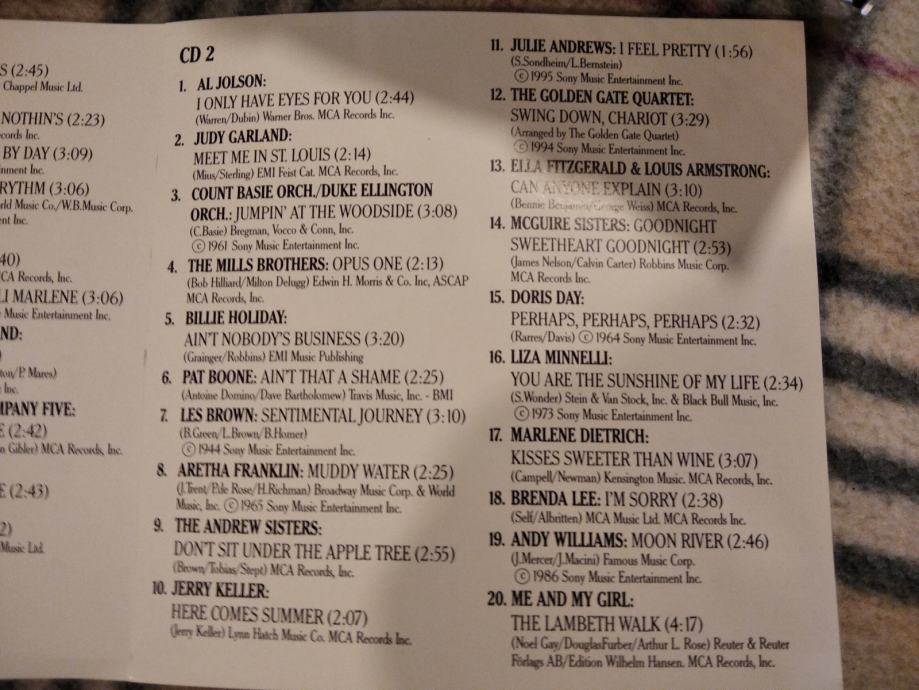 S (2:45)
Chappel Music Ltd.
NOTHIN'S (2:23)
cords Inc.
BY DAY (3:09)
nment Inc.
RYTHM (3:06)
rld Music Co./W.B.Music Corp.
nt Inc.
40)
CA Records, Inc.
LI MARLENE (3:06)
Music Entertainment Inc.
ND:
)
ton/P. Mares)
Inc.
MPANY FIVE:
E (2:42)
n Gibler) MCA Records, Inc.
E (2:43)
2)
Music Ltd.
CD 2
1. AL JOLSON:
I ONLY HAVE EYES FOR YOU (2:44)
(Warren/Dubin) Warner Bros. MCA Records Inc.
2. JUDY GARLAND:
MEET ME IN ST. LOUIS (2:14)
(Mius/Sterling) EMI Feist Cat. MCA Records, Inc.
3. COUNT BASIE ORCH./DUKE ELLINGTON
ORCH.: JUMPIN' AT THE WOODSIDE (3:08)
(C.Basie) Bregman, Vocco & Conn, Inc.
©1961 Sony Music Entertainment Inc.
4. THE MILLS BROTHERS: OPUS ONE (2:13)
(Bob Hilliard/Milton Delugg) Edwin H. Morris & Co. Inc, ASCAP
MCA Records, Inc.
5. BILLIE HOLIDAY:
AIN'T NOBODY'S BUSINESS (3:20)
(Grainger/Robbins) EMI Music Publishing
6. PAT BOONE: AIN'T THAT A SHAME (2:25)
(Antoine Domino/Dave Bartholomew) Travis Music, Inc. - BMI
7. LES BROWN: SENTIMENTAL JOURNEY (3:10)
(B.Green/L.Brown/B.Homer)
©1944 Sony Music Entertainment Inc.
8. ARETHA FRANKLIN: MUDDY WATER (2:25)
(J.Trent/P.de Rose/H.Richman) Broadway Music Corp. & World
Music, Inc. ©1965 Sony Music Entertainment Inc.
9. THE ANDREW SISTERS:
DON'T SIT UNDER THE APPLE TREE (2:55)
(Brown/Tobias/Stept) MCA Records, Inc.
10. JERRY KELLER:
HERE COMES SUMMER (2:07)
(Jerry Keller) Lynn Hatch Music Co. MCA Records Inc.
11. JULIE ANDREWS: I FEEL PRETTY (1:56)
(S.Sondheim/L.Bernstein)
©1995 Sony Music Entertainment Inc.
12. THE GOLDEN GATE QUARTET:
SWING DOWN, CHARIOT (3:29)
(Arranged by The Golden Gate Quartet)
©1994 Sony Music Entertainment Inc.
13. ELLA FITZGERALD & LOUIS ARMSTRONG:
CAN ANYONE EXPLAIN (3:10)
(Bennie Benjamin/George Weiss) MCA Records, Inc.
14. MCGUIRE SISTERS: GOODNIGHT
SWEETHEART GOODNIGHT (2:53)
(James Nelson/Calvin Carter) Robbins Music Corp.
MCA Records, Inc.
15. DORIS DAY:
PERHAPS, PERHAPS, PERHAPS (2:32)
(Rarres/Davis) ©1964 Sony Music Entertainment Inc.
16. LIZA MINNELLI:
YOU ARE THE SUNSHINE OF MY LIFE (2:34)
(S.Wonder) Stein & Van Stock, Inc. & Black Bull Music, Inc.
©1973 Sony Music Entertainment Inc.
17. MARLENE DIETRICH:
KISSES SWEETER THAN WINE (3:07)
(Campell/Newman) Kensington Music. MCA Records, Inc.
18. BRENDA LEE: I'M SORRY (2:38)
(Self/Albritten) MCA Music Ltd. MCA Records, Inc.
19. ANDY WILLIAMS: MOON RIVER (2:46)
(J.Mercer/J.Macini) Famous Music Corp.
©1986 Sony Music Entertainment Inc.
20. ME AND MY GIRL:
THE LAMBETH WALK (4:17)
(Noel Gay/DouglasFurber/Arthur L. Rose) Reuter & Reuter
Förlags AB/Edition Wilhelm Hansen. MCA Records, Inc.